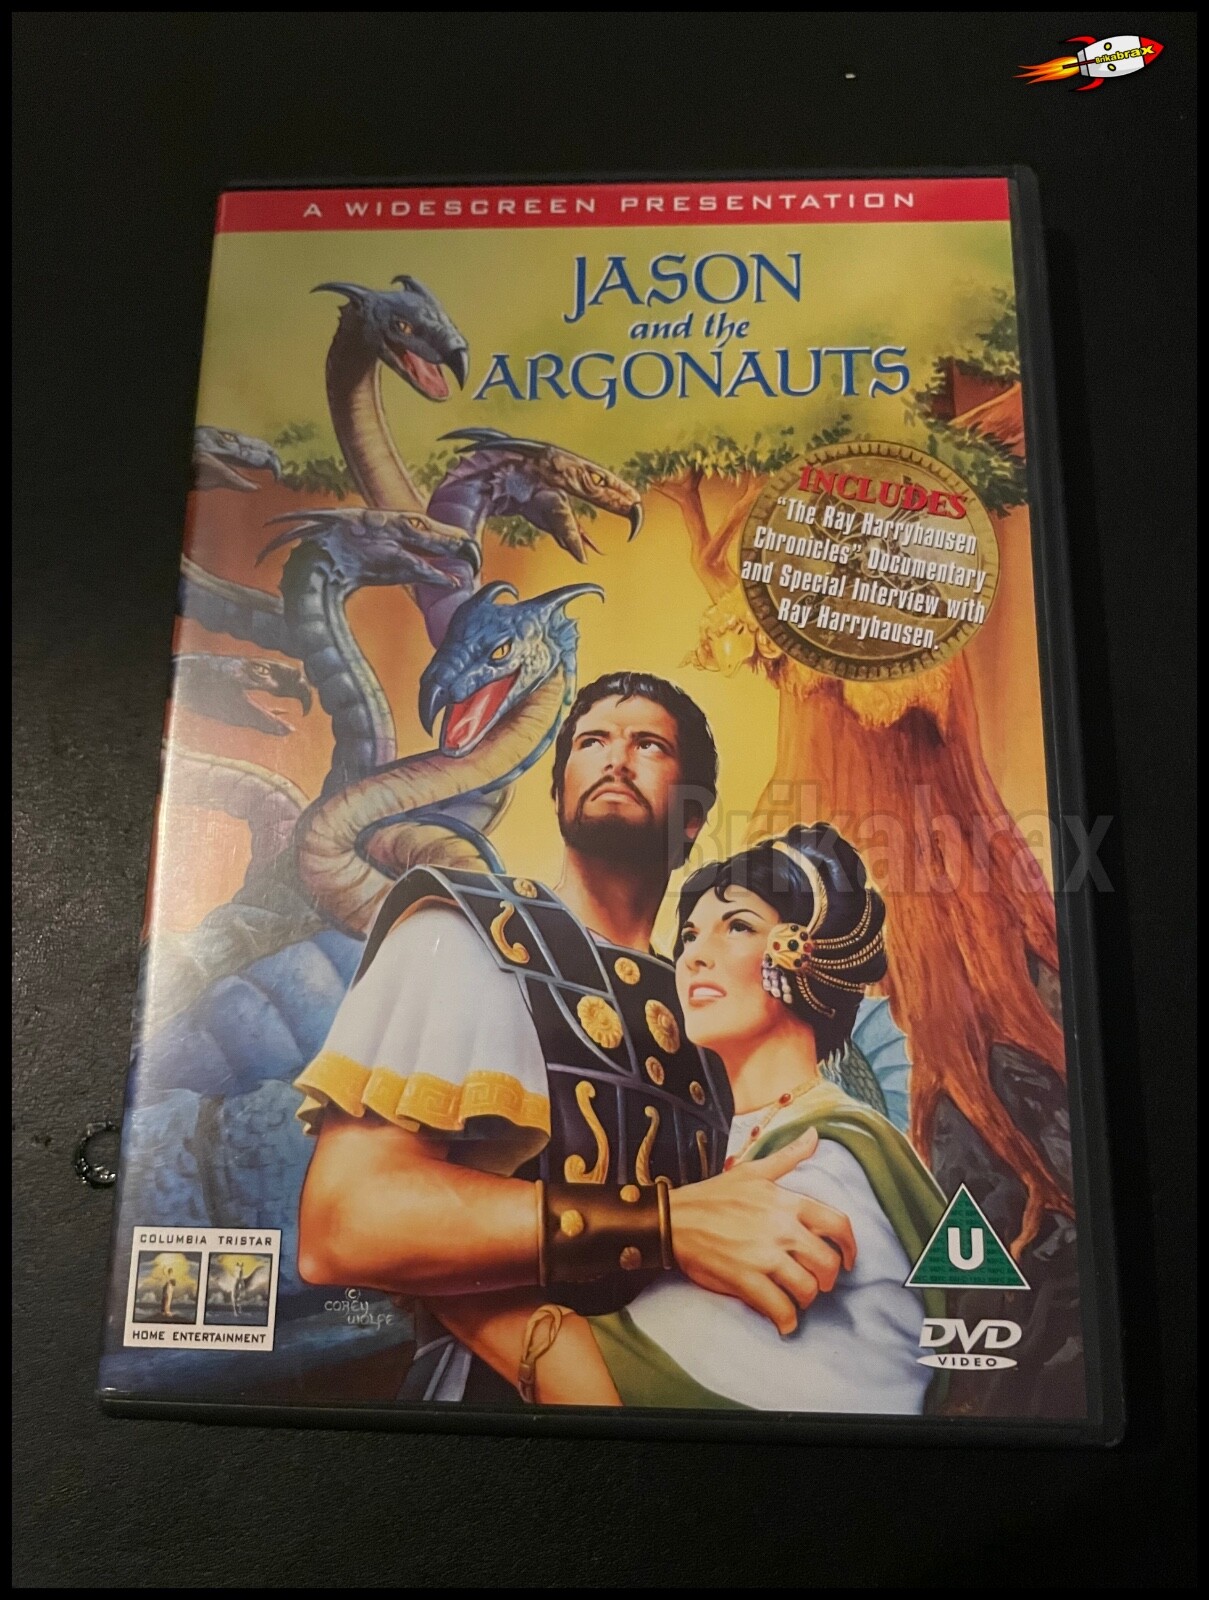 Brikabrax
A WIDESCREEN PRESENTATION
JASON
and the
ARGONAUTS
INCLUDES
"The Ray Harryhausen
Chronicles" Documentary
and Special Interview with
Ray Harryhausen.
Brikabrax
U
COLUMBIA TRISTAR
HOME ENTERTAINMENT
(C)
COREY
WOLFE
DVD
VIDEO